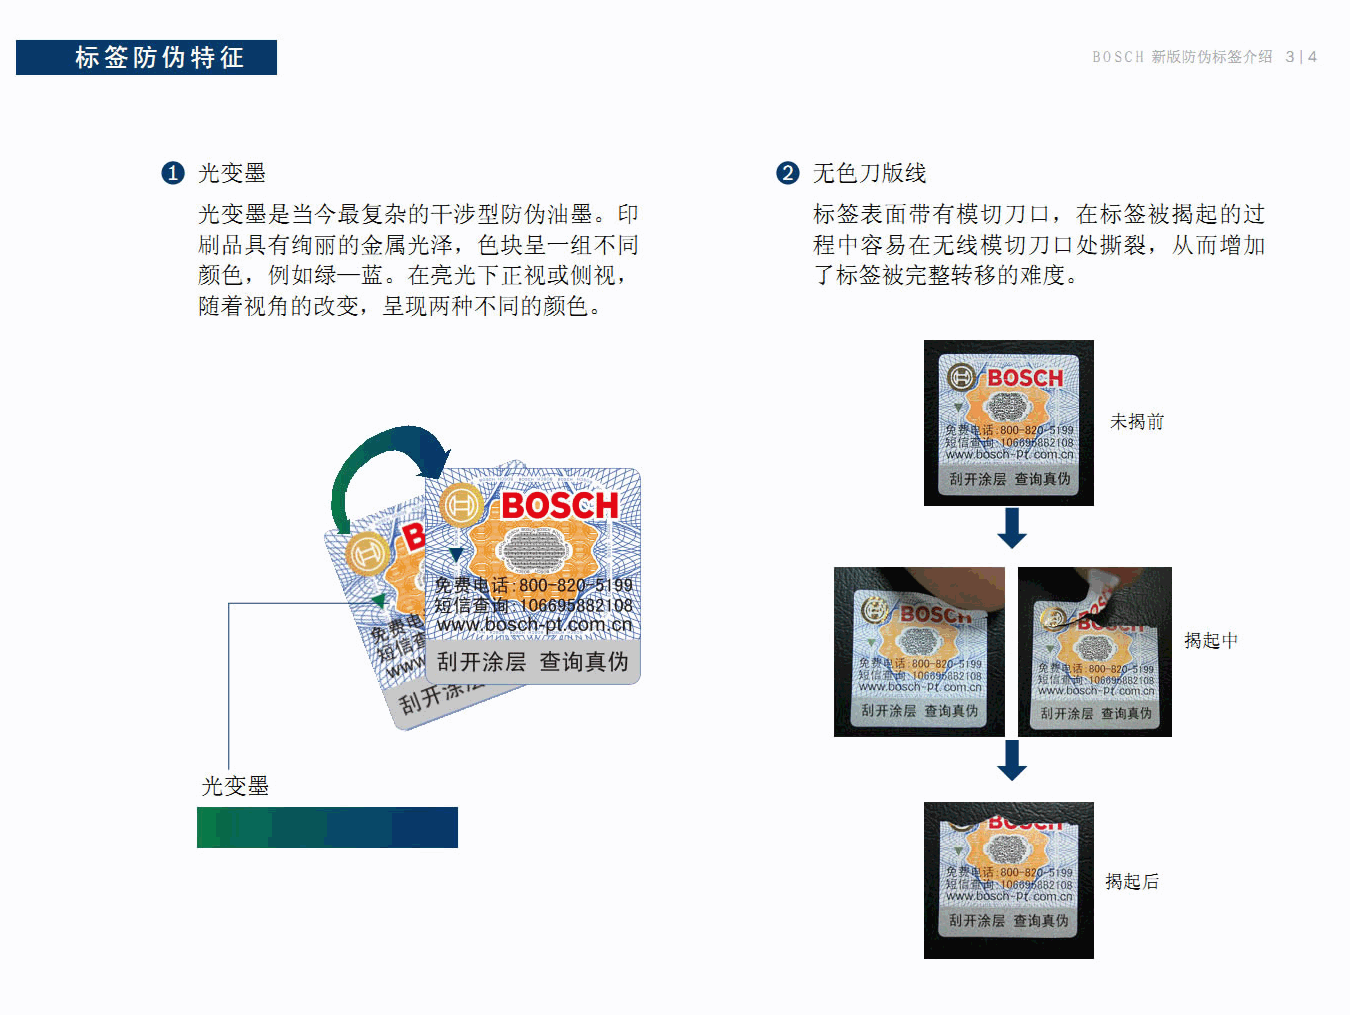 标签防伪特征
BOSCH 新版防伪标签介绍 3 | 4
1 光变墨
光变墨是当今最复杂的干涉型防伪油墨。印
刷品具有绚丽的金属光泽，色块呈一组不同
颜色，例如绿—蓝。在亮光下正视或侧视，
随着视角的改变，呈现两种不同的颜色。
BOSCH
免费电话:800-820-5199
短信查询:106695882108
www.bosch-pt.com.cn
刮开涂层 查询真伪
B
免费电
短信查
www
刮开涂层
光变墨
2 无色刀版线
标签表面带有模切刀口，在标签被揭起的过
程中容易在无线模切刀口处撕裂，从而增加
了标签被完整转移的难度。
BOSCH
免费电话:800-820-5199
短信查询:106695882108
www.bosch-pt.com.cn
刮开涂层 查询真伪
未揭前
BOSCH
免费电话:800-820-5199
短信查询:106695882108
www.bosch-pt.com.cn
刮开涂层 查询真伪
BOSCH
免费电话:800-820-5199
短信查询:106695882108
www.bosch-pt.com.cn
刮开涂层 查询真伪
揭起中
BOSCH
免费电话:800-820-5199
短信查询:106695882108
www.bosch-pt.com.cn
刮开涂层 查询真伪
揭起后